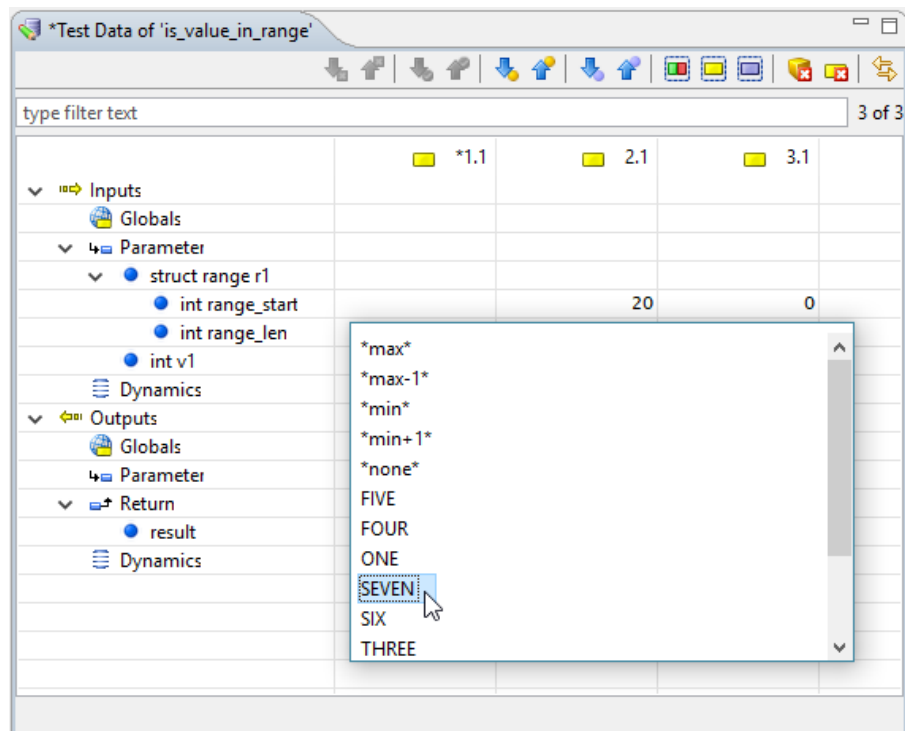 *Test Data of 'is_value_in_range'
type filter text 3 of 3
*1.1 2.1 3.1
Inputs
Globals
Parameter
struct range r1
int range_start 20 0
int range_len
*max*
int v1
*max-1*
Dynamics
*min*
Outputs
*min+1*
Globals
*none*
Parameter
FIVE
Return
FOUR
result
ONE
Dynamics
SEVEN
SIX
THREE